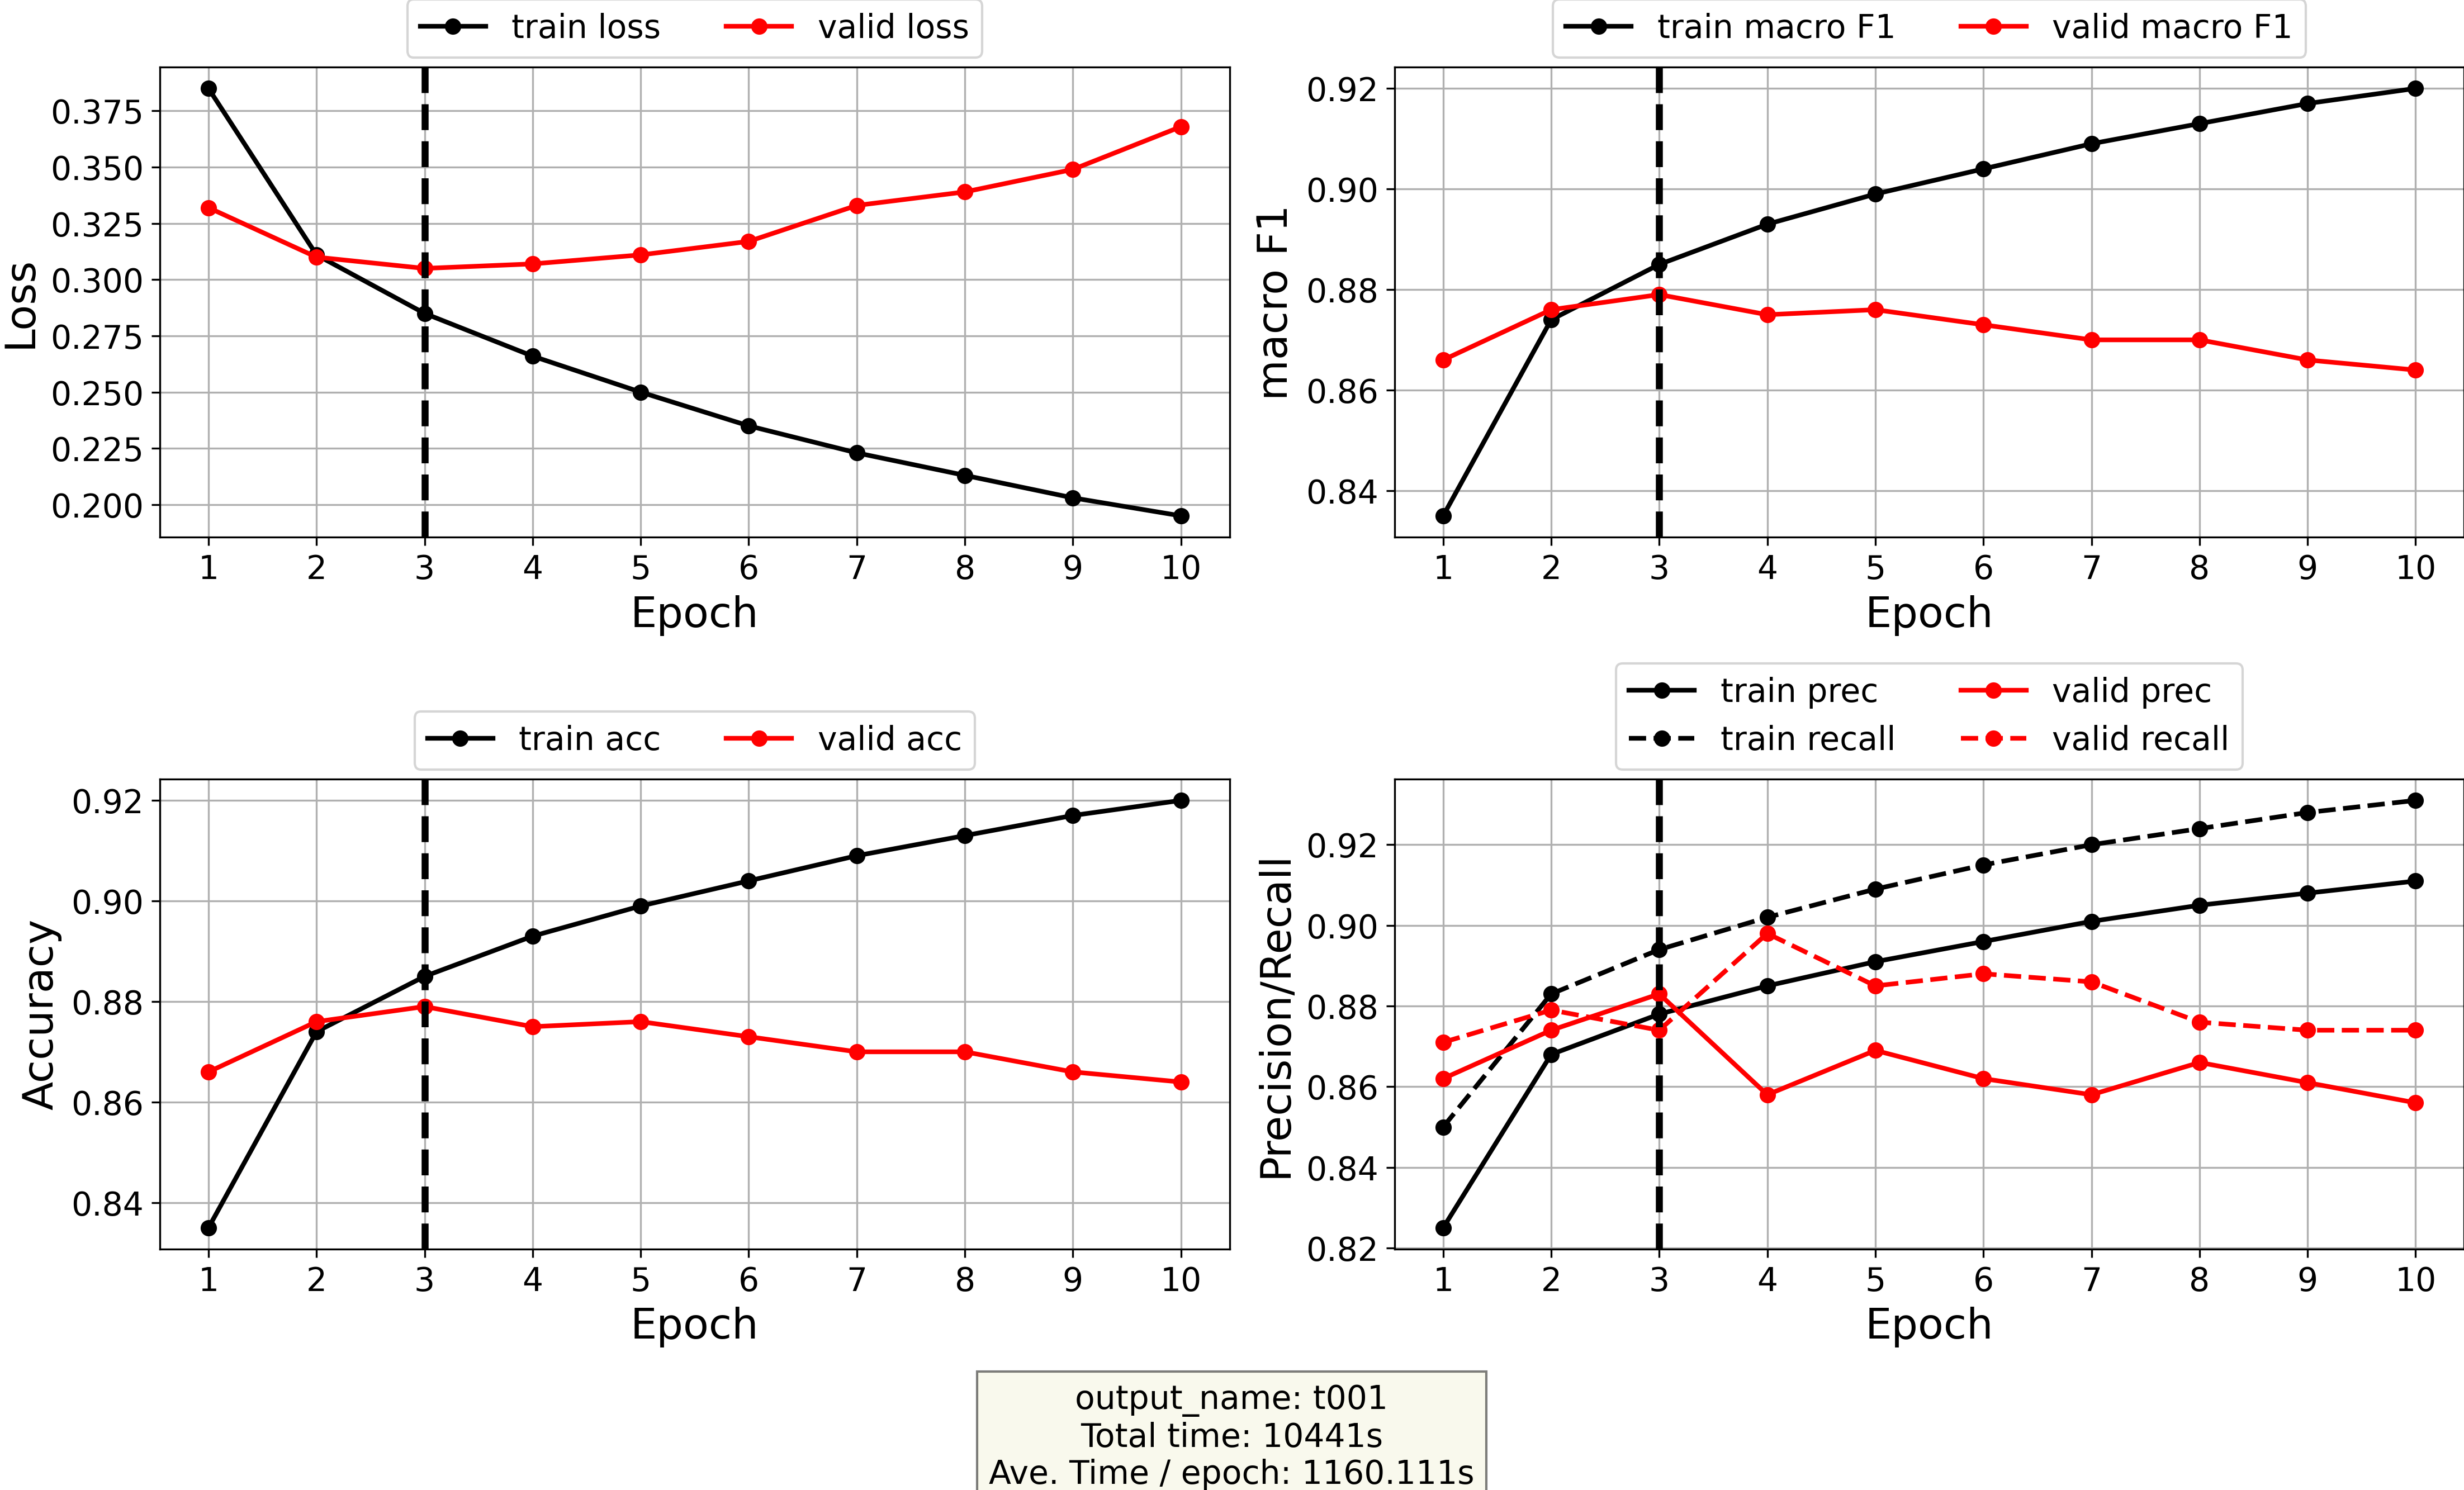 train loss valid loss
0.375
0.350
0.325
0.300
0.275
0.250
0.225
0.200
Loss
1 2 3 4 5 6 7 8 9 10
Epoch
train macro F1 valid macro F1
0.92
0.90
0.88
0.86
0.84
macro F1
1 2 3 4 5 6 7 8 9 10
Epoch
train acc valid acc
0.92
0.90
0.88
0.86
0.84
Accuracy
1 2 3 4 5 6 7 8 9 10
Epoch
train prec valid prec
train recall valid recall
0.92
0.90
0.88
0.86
0.84
0.82
Precision/Recall
1 2 3 4 5 6 7 8 9 10
Epoch
output_name: t001
Total time: 10441s
Ave. Time / epoch: 1160.111s